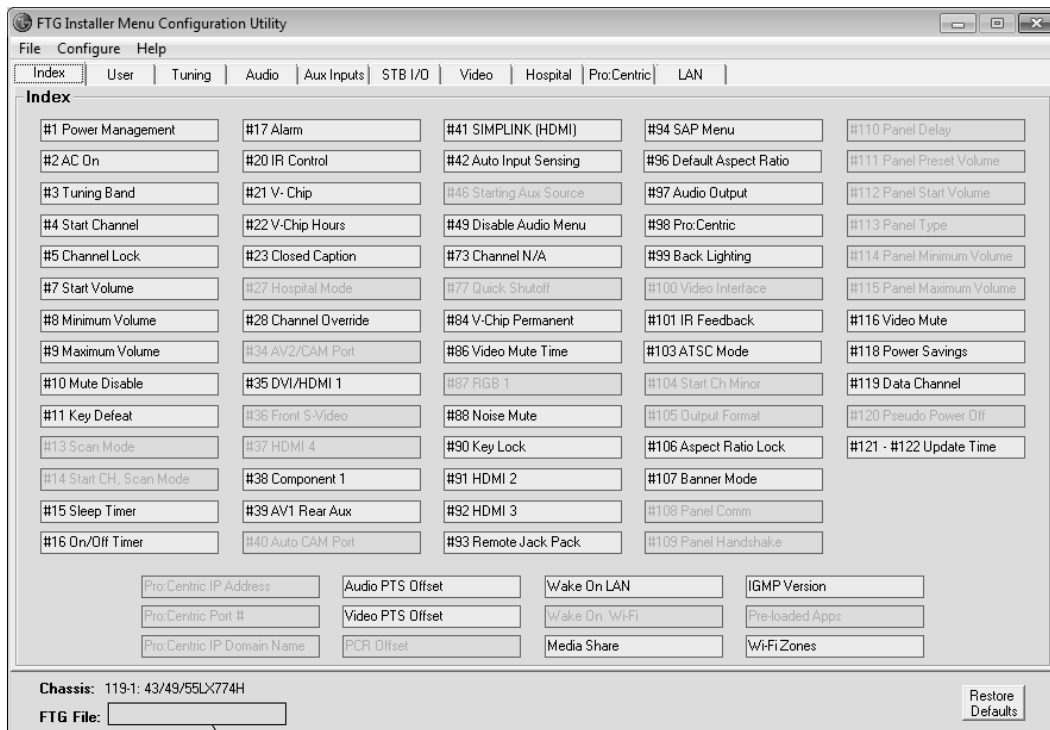 FTG Installer Menu Configuration Utility
File Configure Help
Index User Tuning Audio Aux Inputs STB I/O Video Hospital Pro:Centric LAN
Index
#1 Power Management #17 Alarm #41 SIMPLINK (HDMI) #94 SAP Menu #110 Panel Delay
#2 AC On #20 IR Control #42 Auto Input Sensing #96 Default Aspect Ratio #111 Panel Preset Volume
#3 Tuning Band #21 V- Chip #46 Starting Aux Source #97 Audio Output #112 Panel Start Volume
#4 Start Channel #22 V-Chip Hours #49 Disable Audio Menu #98 Pro:Centric #113 Panel Type
#5 Channel Lock #23 Closed Caption #73 Channel N/A #99 Back Lighting #114 Panel Minimum Volume
#7 Start Volume #27 Hospital Mode #77 Quick Shutoff #100 Video Interface #115 Panel Maximum Volume
#8 Minimum Volume #28 Channel Override #84 V-Chip Permanent #101 IR Feedback #116 Video Mute
#9 Maximum Volume #34 AV2/CAM Port #86 Video Mute Time #103 ATSC Mode #118 Power Savings
#10 Mute Disable #35 DVI/HDMI 1 #87 RGB 1 #104 Start Ch Minor #119 Data Channel
#11 Key Defeat #36 Front S-Video #88 Noise Mute #105 Output Format #120 Pseudo Power Off
#13 Scan Mode #37 HDMI 4 #90 Key Lock #106 Aspect Ratio Lock #121 - #122 Update Time
#14 Start CH, Scan Mode #38 Component 1 #91 HDMI 2 #107 Banner Mode
#15 Sleep Timer #39 AV1 Rear Aux #92 HDMI 3 #108 Panel Comm
#16 On/Off Timer #40 Auto CAM Port #93 Remote Jack Pack #109 Panel Handshake
Pro:Centric IP Address Audio PTS Offset Wake On LAN IGMP Version
Pro:Centric Port # Video PTS Offset Wake On Wi-Fi Pre-loaded Apps
Pro:Centric IP Domain Name PCR Offset Media Share Wi-Fi Zones
Chassis: 119-1: 43/49/55LX774H
FTG File:
Restore
Defaults